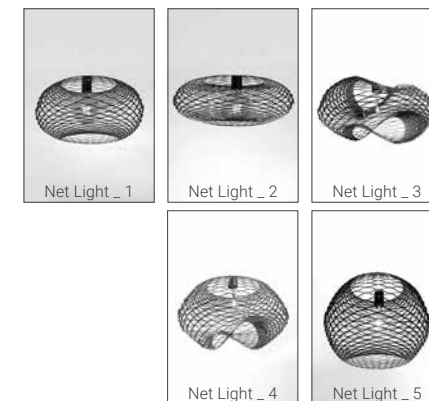 Net Light _ 1
Net Light _ 2
Net Light _ 3
Net Light _ 4
Net Light _ 5